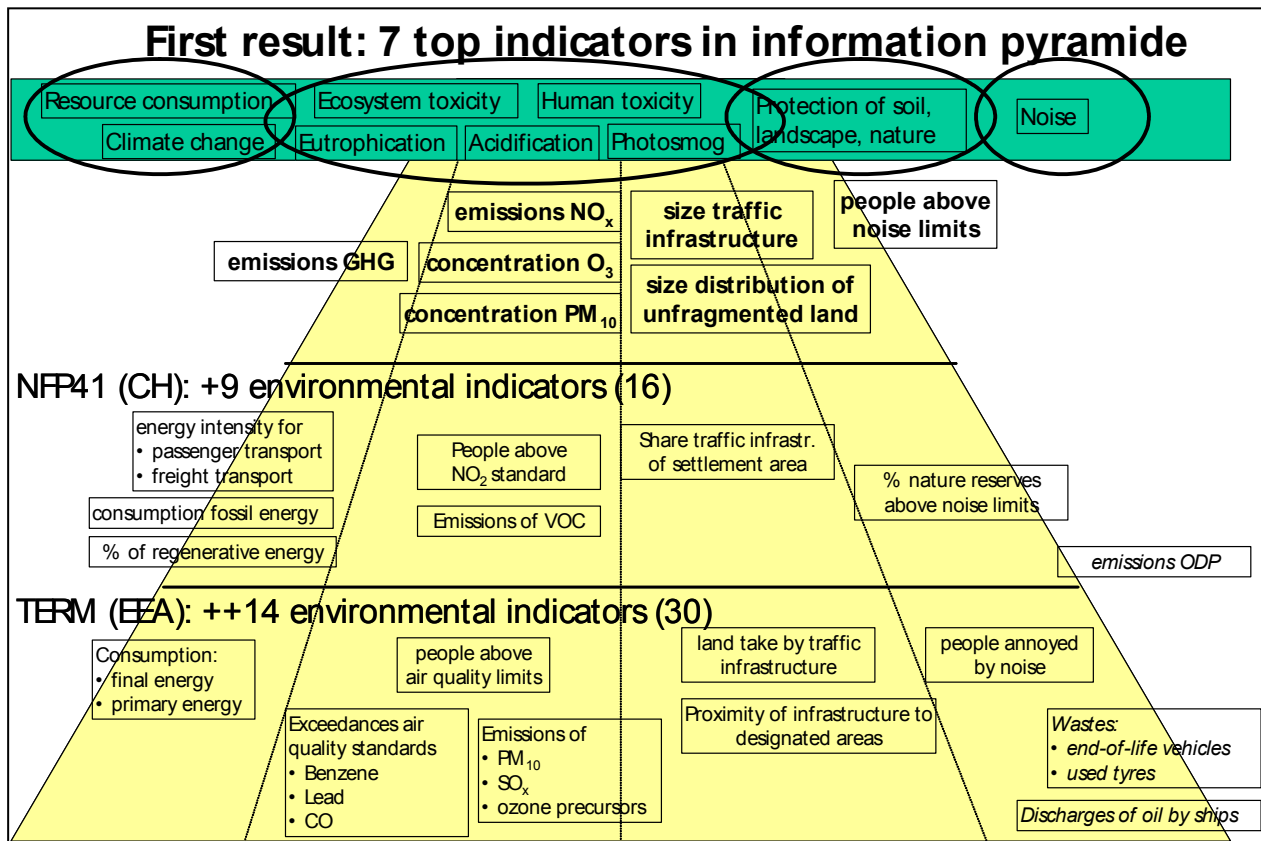 First result: 7 top indicators in information pyramide
Resource consumption
Climate change
Ecosystem toxicity
Human toxicity
Eutrophication
Acidification
Photosmog
Protection of soil,
landscape, nature
Noise
emissions GHG
emissions NOx
concentration O3
concentration PM10
size traffic
infrastructure
size distribution of
unfragmented land
people above
noise limits
NFP41 (CH): +9 environmental indicators (16)
energy intensity for
• passenger transport
• freight transport
consumption fossil energy
% of regenerative energy
People above
NO2 standard
Emissions of VOC
Share traffic infrastr.
of settlement area
% nature reserves
above noise limits
emissions ODP
TERM (EEA): ++14 environmental indicators (30)
Consumption:
• final energy
• primary energy
people above
air quality limits
Exceedances air
quality standards
• Benzene
• Lead
• CO
Emissions of
• PM10
• SOx
• ozone precursors
land take by traffic
infrastructure
Proximity of infrastructure to
designated areas
people annoyed
by noise
Wastes:
• end-of-life vehicles
• used tyres
Discharges of oil by ships